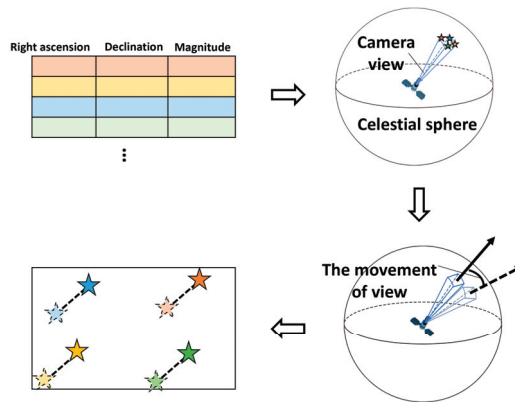 Right ascension Declination Magnitude
Camera
view
Celestial sphere
The movement
of view